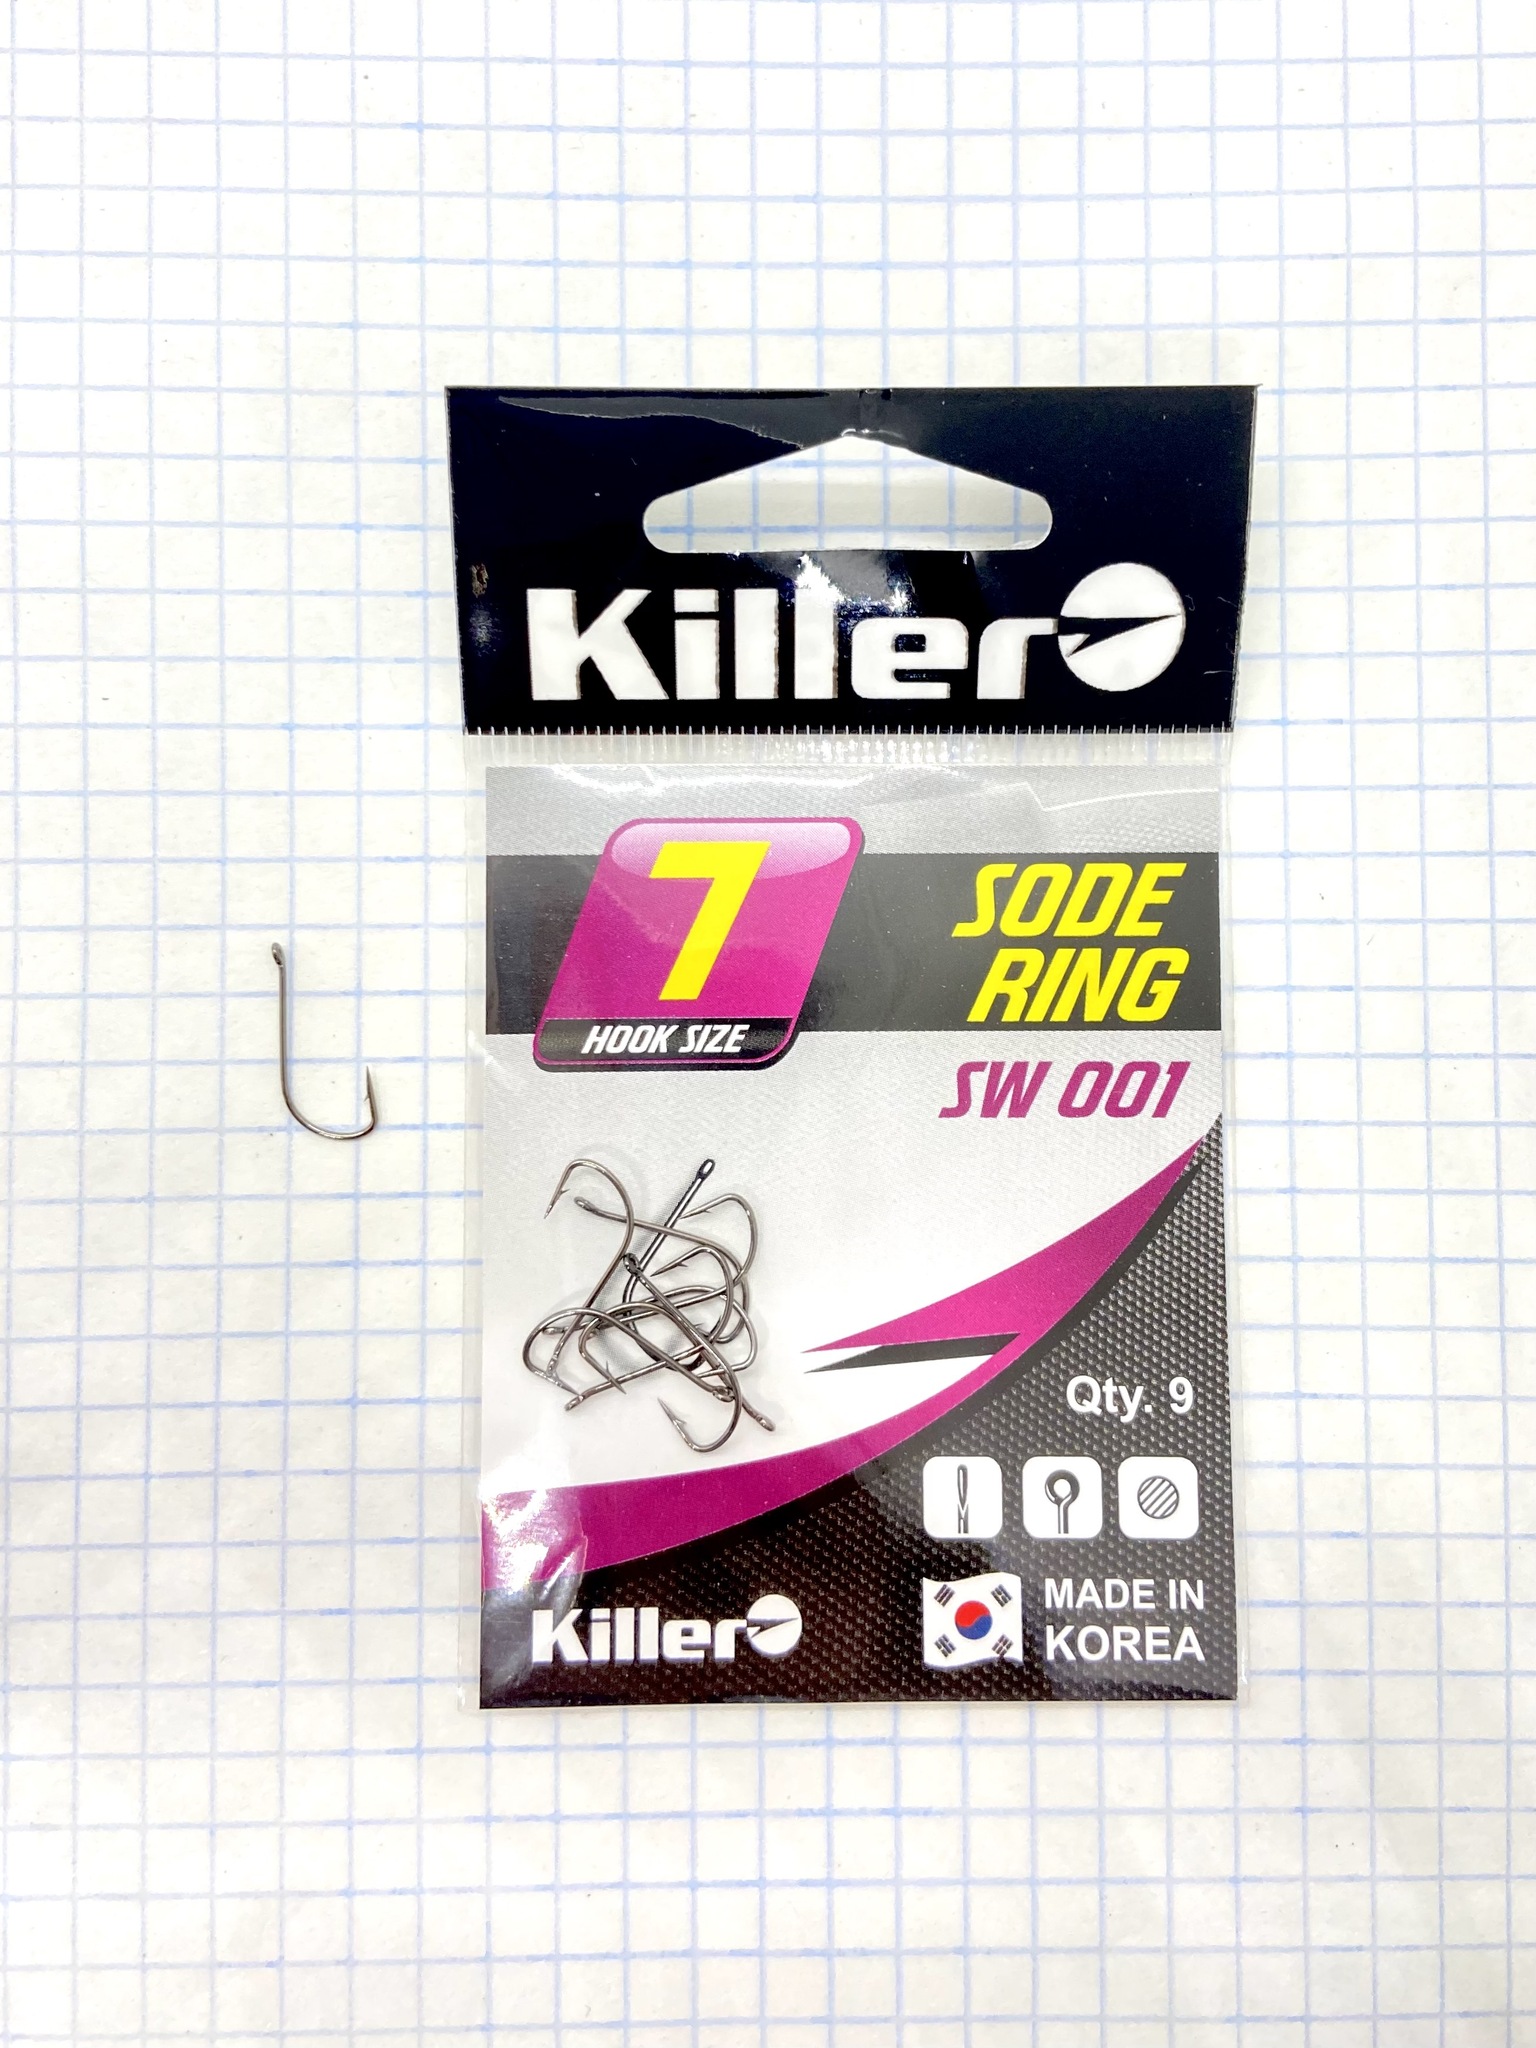 Killer
7
HOOK SIZE
SODE
RING
SW 001
Qty. 9
Killer
MADE IN
KOREA